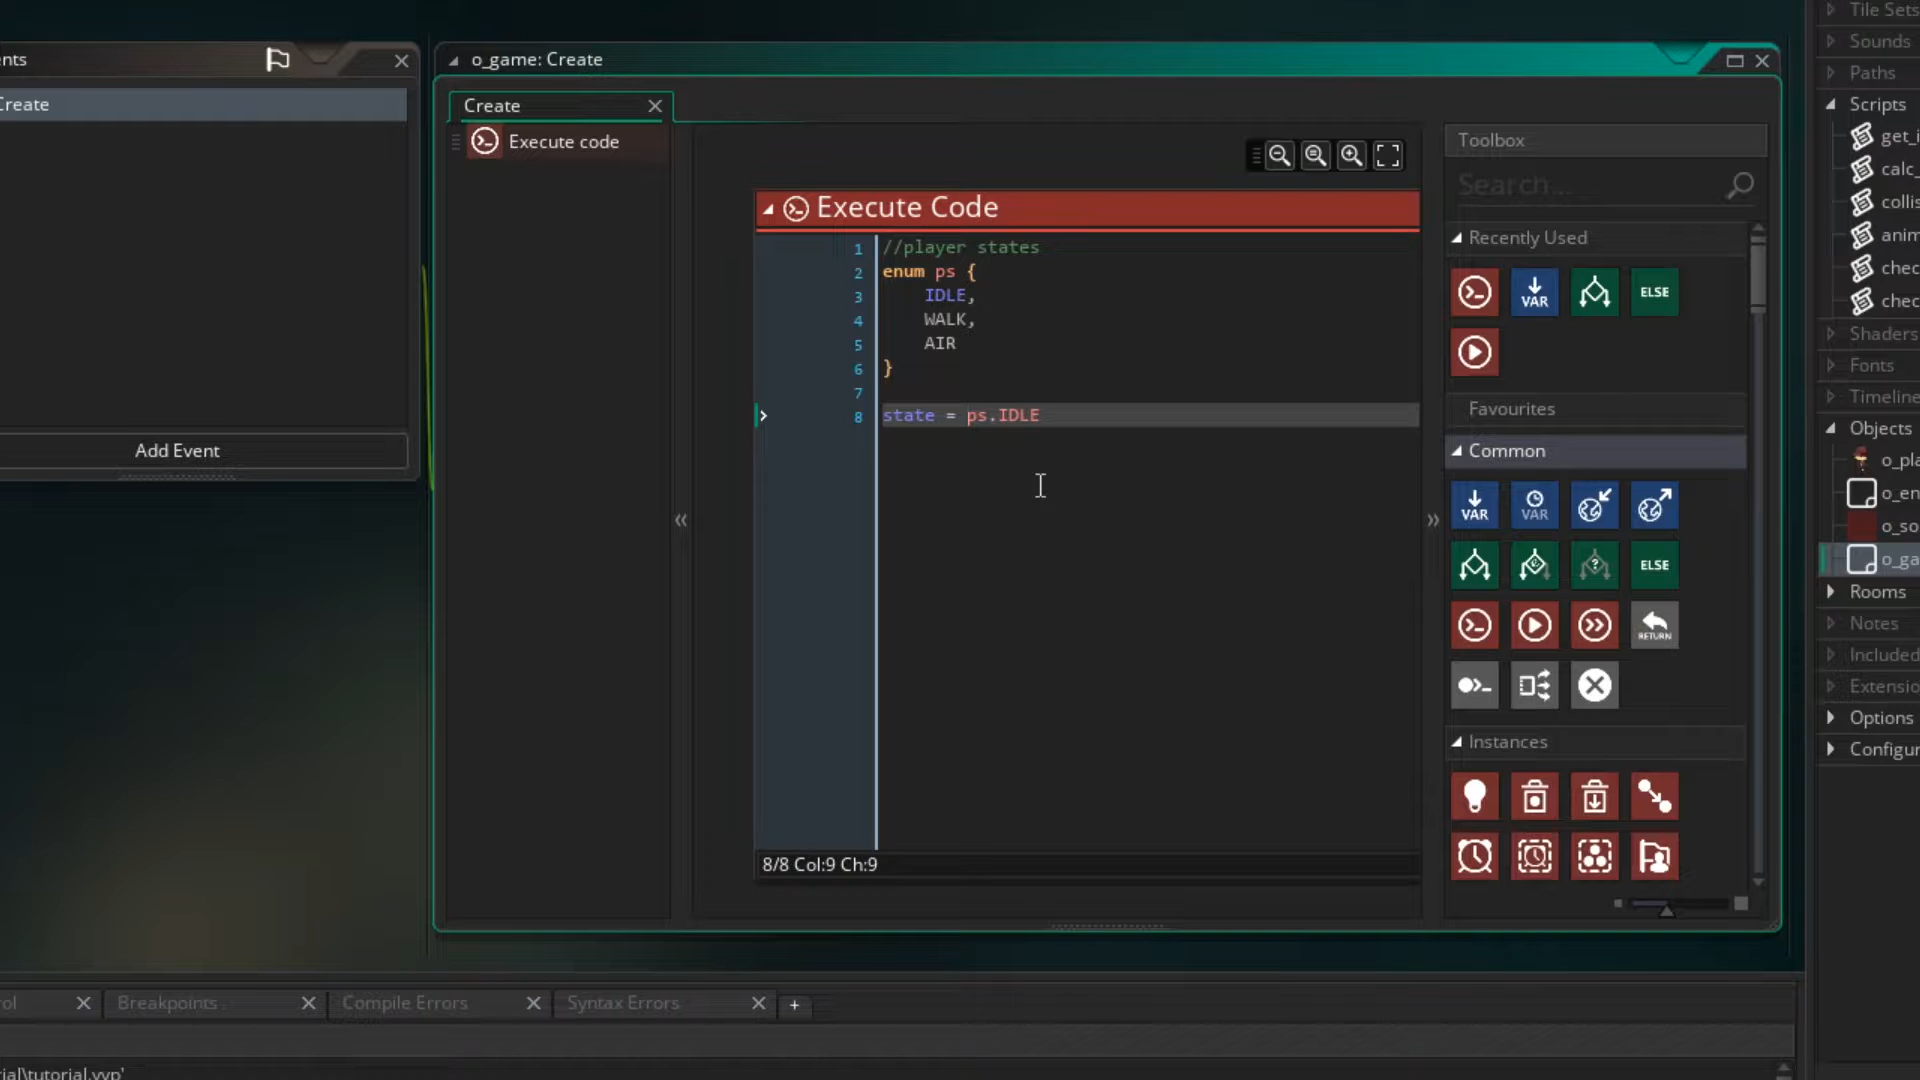 nts
Create
Add Event
o_game: Create
Create
Execute code
Execute Code
1 //player states
2 enum ps {
3 IDLE,
4 WALK,
5 AIR
6 }
7
8 state = ps.IDLE
8/8 Col:9 Ch:9
Toolbox
Search...
Recently Used
VAR
ELSE
Favourites
Common
VAR
VAR
ELSE
RETURN
Instances
Tile Sets
Sounds
Paths
Scripts
get_i
calc_
collis
anim
chec
chec
Shaders
Fonts
Timeline
Objects
o_pla
o_en
o_so
o_ga
Rooms
Notes
Included
Extensio
Options
Configur
ol
Breakpoints
Compile Errors
Syntax Errors
+
ial\tutorial.yyp'